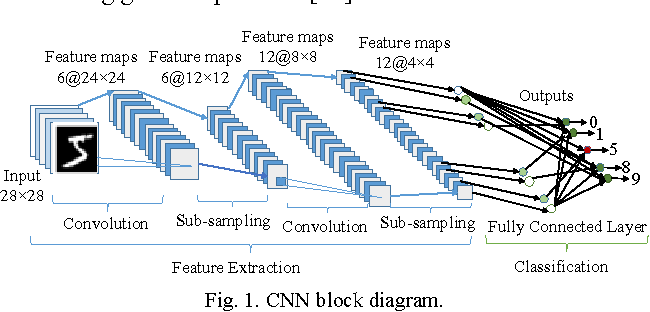 Feature maps
6@24×24
Feature maps
6@12×12
Feature maps
12@8×8
Feature maps
12@4×4
Outputs
0
1
5
8
9
Input
28×28
Convolution
Sub-sampling
Convolution
Sub-sampling
Fully Connected Layer
Feature Extraction
Classification
Fig. 1. CNN block diagram.